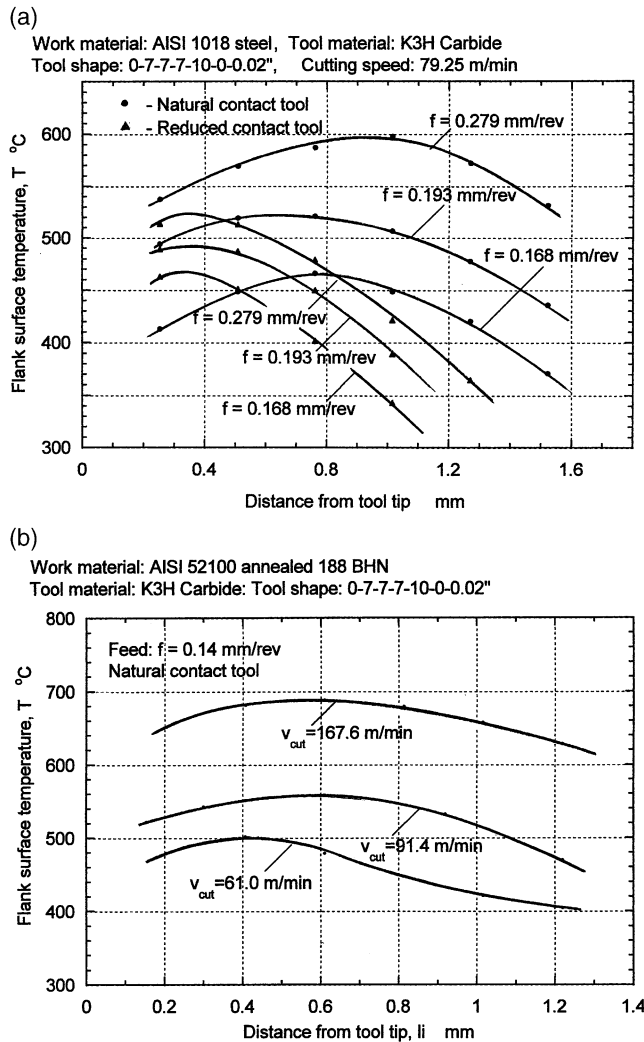 (a)
Work material: AISI 1018 steel, Tool material: K3H Carbide
Tool shape: 0-7-7-7-10-0-0.02", Cutting speed: 79.25 m/min
● - Natural contact tool
▲ - Reduced contact tool
f = 0.279 mm/rev
f = 0.193 mm/rev
f = 0.168 mm/rev
f = 0.279 mm/rev
f = 0.193 mm/rev
f = 0.168 mm/rev
Flank surface temperature, T °C
600
500
400
300
0 0.4 0.8 1.2 1.6
Distance from tool tip mm
(b)
Work material: AISI 52100 annealed 188 BHN
Tool material: K3H Carbide: Tool shape: 0-7-7-7-10-0-0.02"
Feed: f = 0.14 mm/rev
Natural contact tool
v_cut=167.6 m/min
v_cut=91.4 m/min
v_cut=61.0 m/min
Flank surface temperature, T °C
800
700
600
500
400
300
0 0.2 0.4 0.6 0.8 1 1.2 1.4
Distance from tool tip, li mm